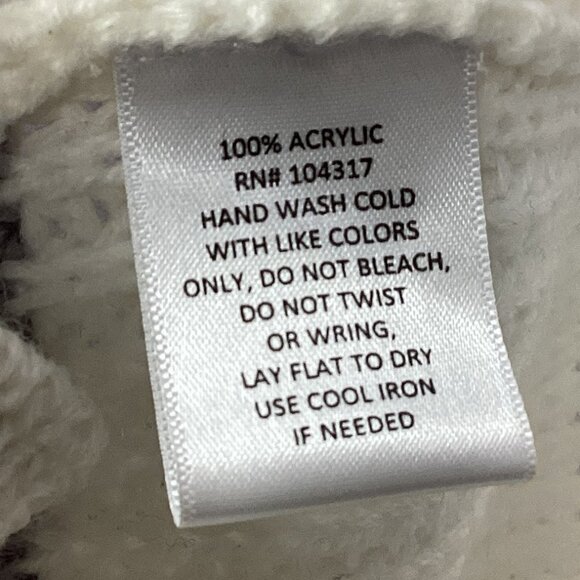 100% ACRYLIC
RN# 104317
HAND WASH COLD
WITH LIKE COLORS
ONLY, DO NOT BLEACH,
DO NOT TWIST
OR WRING,
LAY FLAT TO DRY
USE COOL IRON
IF NEEDED